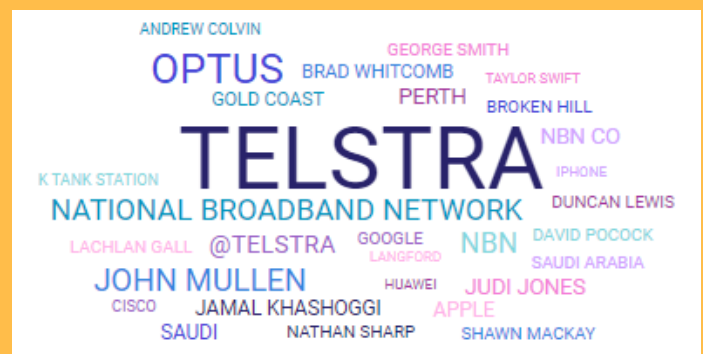 ANDREW COLVIN
GEORGE SMITH
OPTUS
BRAD WHITCOMB
TAYLOR SWIFT
GOLD COAST
PERTH
BROKEN HILL
TELSTRA
NBN CO
IPHONE
K TANK STATION
DUNCAN LEWIS
NATIONAL BROADBAND NETWORK
LACHLAN GALL
@TELSTRA
GOOGLE
NBN
DAVID POCOCK
LANGFORD
SAUDI ARABIA
JOHN MULLEN
HUAWEI
JUDI JONES
CISCO
JAMAL KHASHOGGI
APPLE
SAUDI
NATHAN SHARP
SHAWN MACKAY